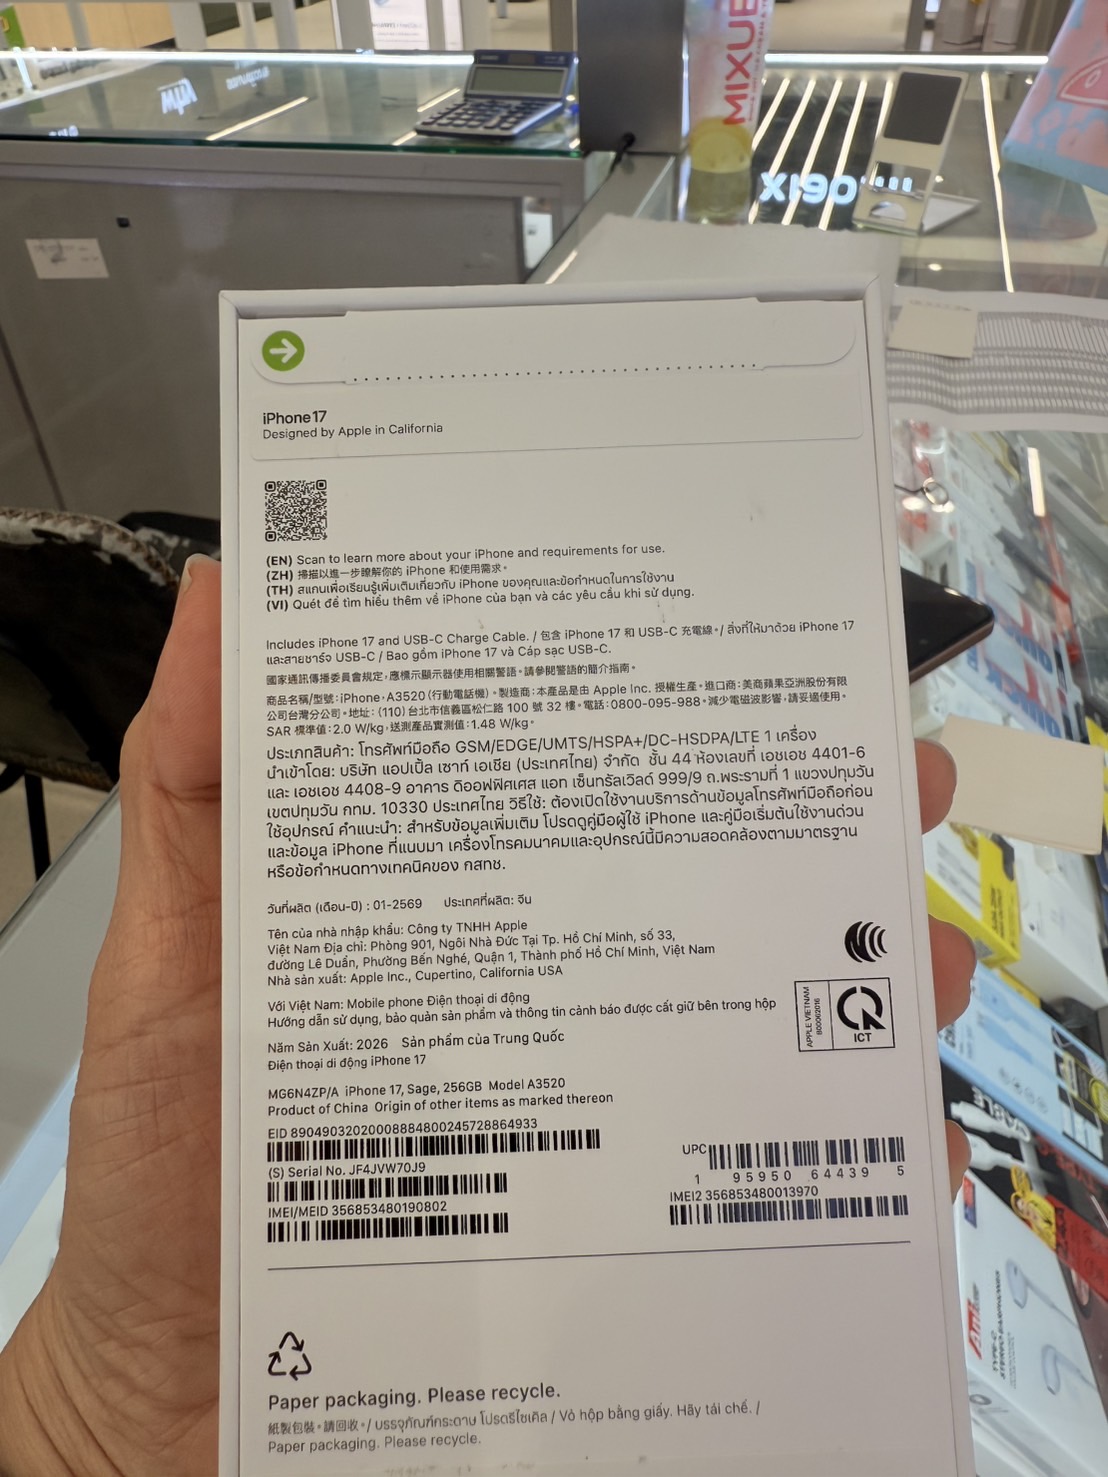 MIXUE
X190
iPhone 17
Designed by Apple in California
(EN) Scan to learn more about your iPhone and requirements for use.
(ZH) 掃描以進一步瞭解你的 iPhone 和使用需求。
(TH) สแกนเพื่อเรียนรู้เพิ่มเติมเกี่ยวกับ iPhone ของคุณและข้อกำหนดในการใช้งาน
(VI) Quét để tìm hiểu thêm về iPhone của bạn và các yêu cầu khi sử dụng.
Includes iPhone 17 and USB-C Charge Cable. / 包含 iPhone 17 和 USB-C 充電線。/ สิ่งที่ให้มาด้วย iPhone 17
และสายชาร์จ USB-C / Bao gồm iPhone 17 và Cáp sạc USB-C.
國家通訊傳播委員會規定，應標示顯示器使用相關警語。請參閱警語的簡介指南。
商品名稱/型號：iPhone，A3520（行動電話機）。製造商：本產品是由 Apple Inc. 授權生產。進口商：美商蘋果亞洲股份有限
公司台灣分公司。地址：（110）台北市信義區松仁路 100 號 32 樓。電話：0800-095-988。減少電磁波影響，請妥適使用。
SAR 標準值：2.0 W/kg，送測產品實測值：1.48 W/kg。
ประเภทสินค้า: โทรศัพท์มือถือ GSM/EDGE/UMTS/HSPA+/DC-HSDPA/LTE 1 เครื่อง
นำเข้าโดย: บริษัท แอปเปิ้ล เซาท์ เอเชีย (ประเทศไทย) จำกัด ชั้น 44 ห้องเลขที่ เอชเอช 4401-6
และ เอชเอช 4408-9 อาคาร ดิออฟฟิศเศส แอท เซ็นทรัลเวิลด์ 999/9 ถ.พระรามที่ 1 แขวงปทุมวัน
เขตปทุมวัน กทม. 10330 ประเทศไทย วิธีใช้: ต้องเปิดใช้งานบริการด้านข้อมูลโทรศัพท์มือถือก่อน
ใช้อุปกรณ์ คำแนะนำ: สำหรับข้อมูลเพิ่มเติม โปรดดูคู่มือผู้ใช้ iPhone และคู่มือเริ่มต้นใช้งานด่วน
และข้อมูล iPhone ที่แนบมา เครื่องโทรคมนาคมและอุปกรณ์นี้มีความสอดคล้องตามมาตรฐาน
หรือข้อกำหนดทางเทคนิคของ กสทช.
วันที่ผลิต (เดือน-ปี) : 01-2569 ประเทศที่ผลิต: จีน
Tên của nhà nhập khẩu: Công ty TNHH Apple
Việt Nam Địa chỉ: Phòng 901, Ngôi Nhà Đức Tại Tp. Hồ Chí Minh, số 33,
đường Lê Duẩn, Phường Bến Nghé, Quận 1, Thành phố Hồ Chí Minh, Việt Nam
Nhà sản xuất: Apple Inc., Cupertino, California USA
Với Việt Nam: Mobile phone Điện thoại di động
Hướng dẫn sử dụng, bảo quản sản phẩm và thông tin cảnh báo được cất giữ bên trong hộp
APPLE VIETNAM
B00002016
ICT
Năm Sản Xuất: 2026 Sản phẩm của Trung Quốc
Điện thoại di động iPhone 17
MG6N4ZP/A iPhone 17, Sage, 256GB Model A3520
Product of China Origin of other items as marked thereon
EID 89049032020008884800245728864933
(S) Serial No. JF4JVW70J9
IMEI/MEID 356853480190802
UPC
1 95950 64439 5
IMEI2 356853480013970
Paper packaging. Please recycle.
紙製包裝。請回收。/ บรรจุภัณฑ์กระดาษ โปรดรีไซเคิล / Vỏ hộp bằng giấy. Hãy tái chế. /
Paper packaging. Please recycle.
CABLE
TYPE-C